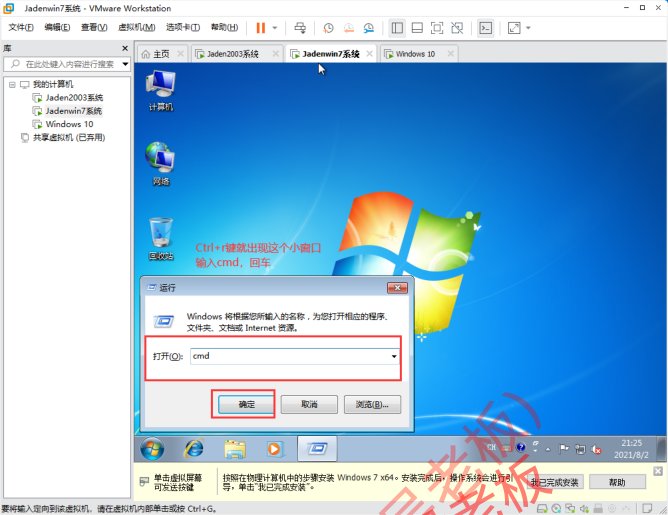 Jadenwin7系统 - VMware Workstation
文件(F) 编辑(E) 查看(V) 虚拟机(M) 选项卡(T) 帮助(H)
库
在此处键入内容进行搜索
我的计算机
Jaden2003系统
Jadenwin7系统
Windows 10
共享虚拟机 (已弃用)
主页 Jaden2003系统 Jadenwin7系统 Windows 10
计算机
网络
回收站
Ctrl+r键就出现这个小窗口
输入cmd，回车
运行
Windows 将根据您所输入的名称，为您打开相应的程序、
文件夹、文档或 Internet 资源。
打开(O): cmd
确定 取消 浏览(B)...
CH
21:25
2021/8/2
老板）
老板
单击虚拟屏幕
可发送按键
按照在物理计算机中的步骤安装 Windows 7 x64。安装完成后，操作系统会进行引
导，单击"我已完成安装"。
我已完成安装 帮助
要将输入定向到该虚拟机，请在虚拟机内部单击或按 Ctrl+G。